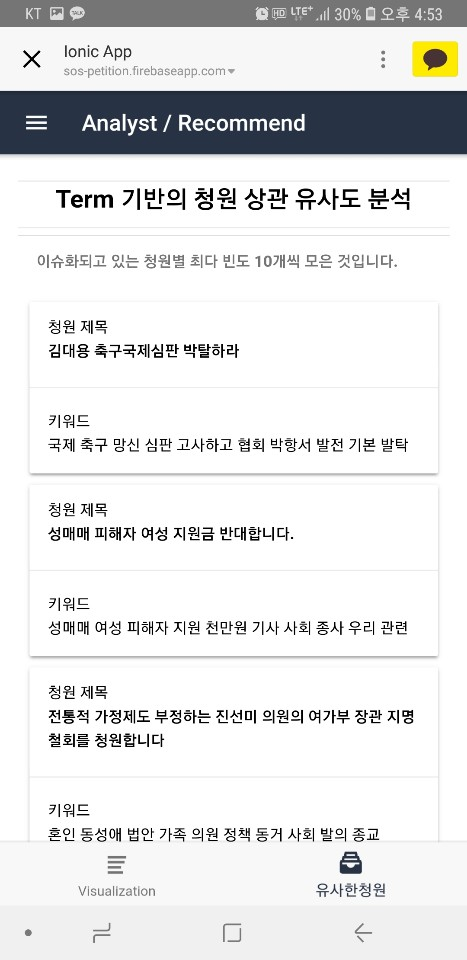 KT TALK HD LTE+ 30% 오후 4:53
Ionic App
sos-petition.firebaseapp.com
Analyst / Recommend
Term 기반의 청원 상관 유사도 분석
이슈화되고 있는 청원별 최다 빈도 10개씩 모은 것입니다.
청원 제목
김대용 축구국제심판 박탈하라
키워드
국제 축구 망신 심판 고사하고 협회 박항서 발전 기본 발탁
청원 제목
성매매 피해자 여성 지원금 반대합니다.
키워드
성매매 여성 피해자 지원 천만원 기사 사회 종사 우리 관련
청원 제목
전통적 가정제도 부정하는 진선미 의원의 여가부 장관 지명
철회를 청원합니다
키워드
혼인 동성애 법안 가족 의원 정책 동거 사회 발의 종교
Visualization
유사한청원